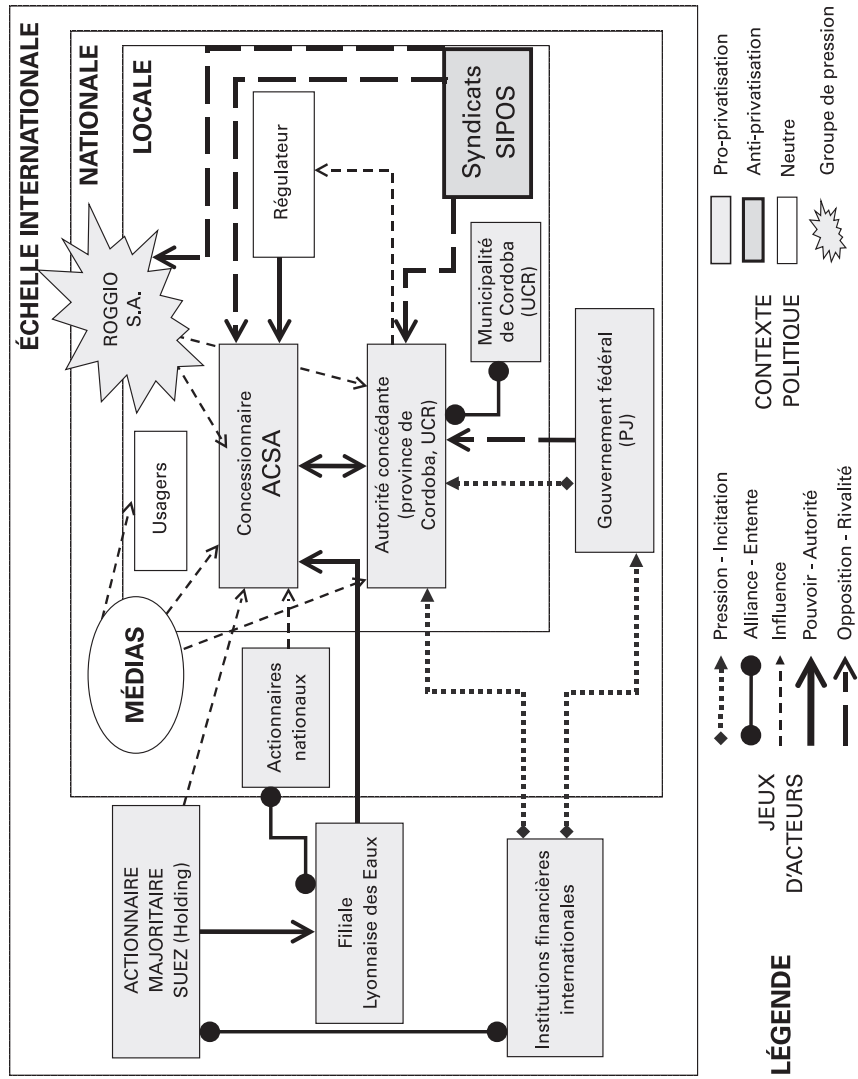 ÉCHELLE INTERNATIONALE
NATIONALE
LOCALE
ACTIONNAIRE
MAJORITAIRE
SUEZ (Holding)
MÉDIAS
Usagers
ROGGIO
S.A.
Actionnaires
nationaux
Concessionnaire
ACSA
Régulateur
Filiale
Lyonnaise des Eaux
Autorité concédante
(province de
Cordoba, UCR)
Syndicats
SIPOS
Municipalité
de Cordoba
(UCR)
Institutions financières
internationales
Gouvernement fédéral
(PJ)
LÉGENDE
JEUX
D'ACTEURS
Pression - Incitation
Alliance - Entente
Influence
Pouvoir - Autorité
Opposition - Rivalité
CONTEXTE
POLITIQUE
Pro-privatisation
Anti-privatisation
Neutre
Groupe de pression